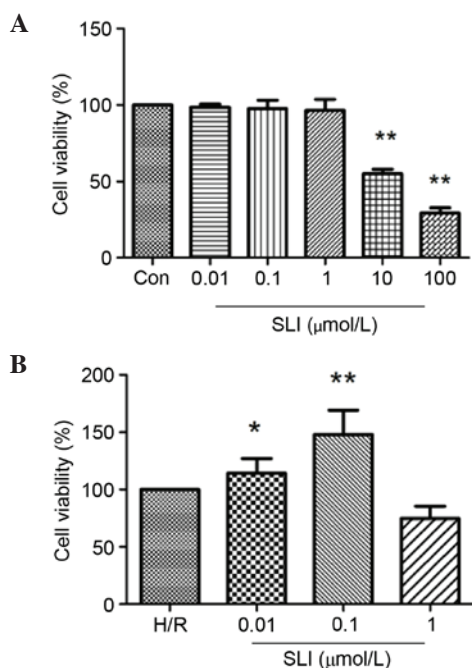 A
150
100
50
0
Cell viability (%)
**
**
Con 0.01 0.1 1 10 100
SLI (μmol/L)
B
200
150
100
50
0
Cell viability (%)
*
**
H/R 0.01 0.1 1
SLI (μmol/L)